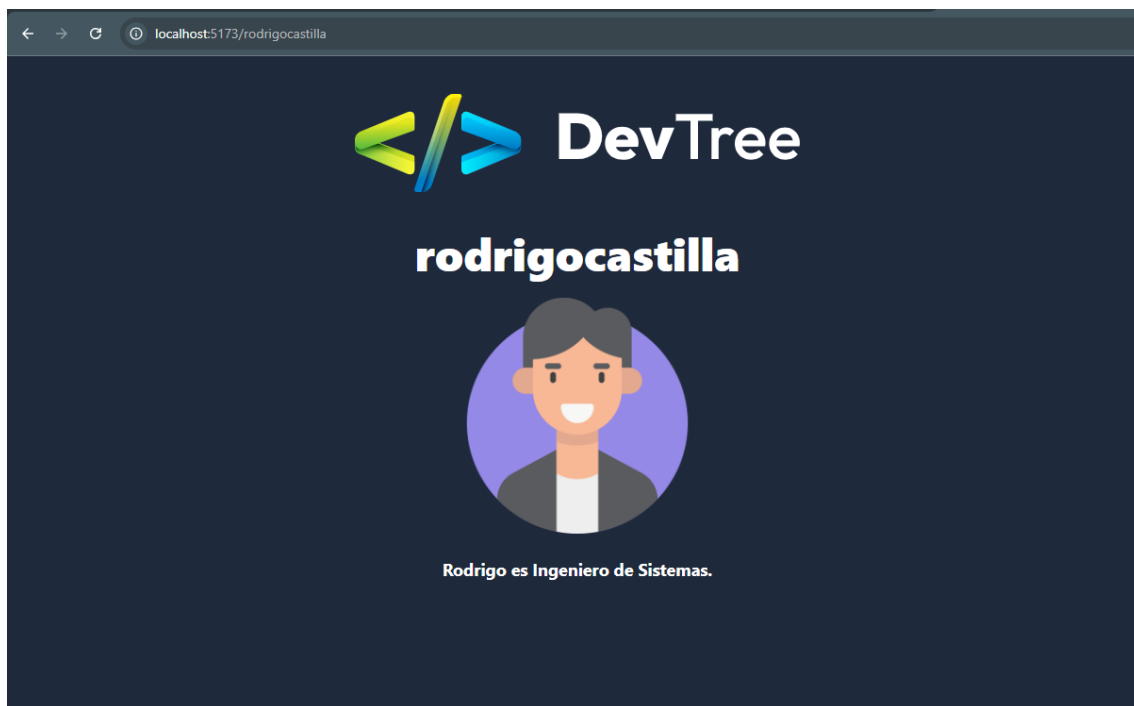 localhost:5173/rodrigocastilla
</> DevTree
rodrigocastilla
Rodrigo es Ingeniero de Sistemas.